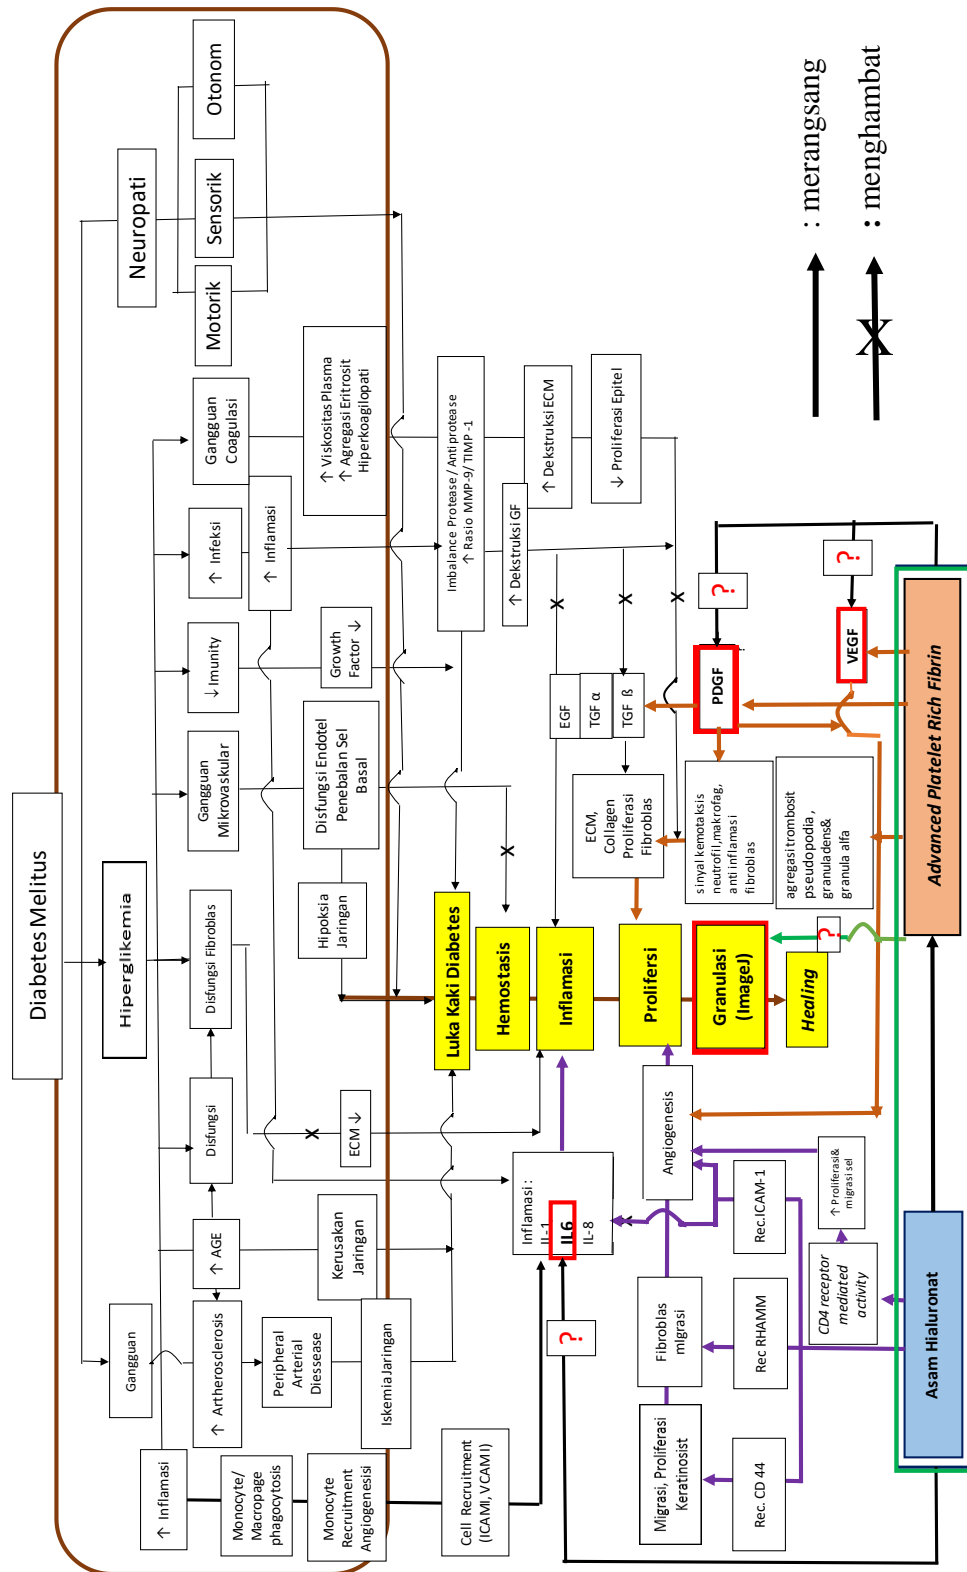 Diabetes Melitus
Hiperglikemia
Neuropati
Motorik
Sensorik
Otonom
Gangguan
↑ Inflamasi
↑ Artherosclerosis
↑ AGE
Disfungsi
Disfungsi Fibroblas
Gangguan
Mikrovaskular
↓ Imunity
↑ Infeksi
Gangguan
Coagulasi
↑ Inflamasi
Monocyte/
Macropage
phagocytosis
Peripheral
Arterial
Diessease
Kerusakan
Jaringan
Iskemia Jaringan
ECM ↓
X
Hipoksia
Jaringan
Disfungsi Endotel
Penebalan Sel
Basal
Growth
Factor ↓
↑ Viskositas Plasma
↑ Agregasi Eritrosit
Hiperkoagilopati
Monocyte
Recruitment
Angiogenesisi
Cell Recruitment
(ICAMI, VCAMI)
Imbalance Protease / Anti protease
↑ Rasio MMP-9/ TIMP -1
↑ Dekstruksi GF
↑ Dekstruksi ECM
↓ Proliferasi Epitel
Luka Kaki Diabetes
Hemostasis
X
Inflamasi
Prolifersi
Granulasi
(ImageJ)
Healing
Inflamasi :
IL-1
IL6
IL-8
X
EGF
TGF α
TGF ß
X
X
X
ECM,
Collagen
Proliferasi
Fibroblas
PDGF
VEGF
?
?
?
?
sinyal kemotaksis
neutrofil,makrofag,
anti inflamasi
fibroblas
agregasi trombosit
pseudopodia ,
granula dens&
granula alfa
Angiogenesis
Fibroblas
mIgrasi
Migrasi, Proliferasi
Keratinosist
Rec. CD 44
Rec RHAMM
Rec.ICAM-1
↑ Proliferasi&
migrasi sel
CD4 receptor
mediated
activity
Asam Hialuronat
Advanced Platelet Rich Fibrin
: merangsang
X
: menghambat